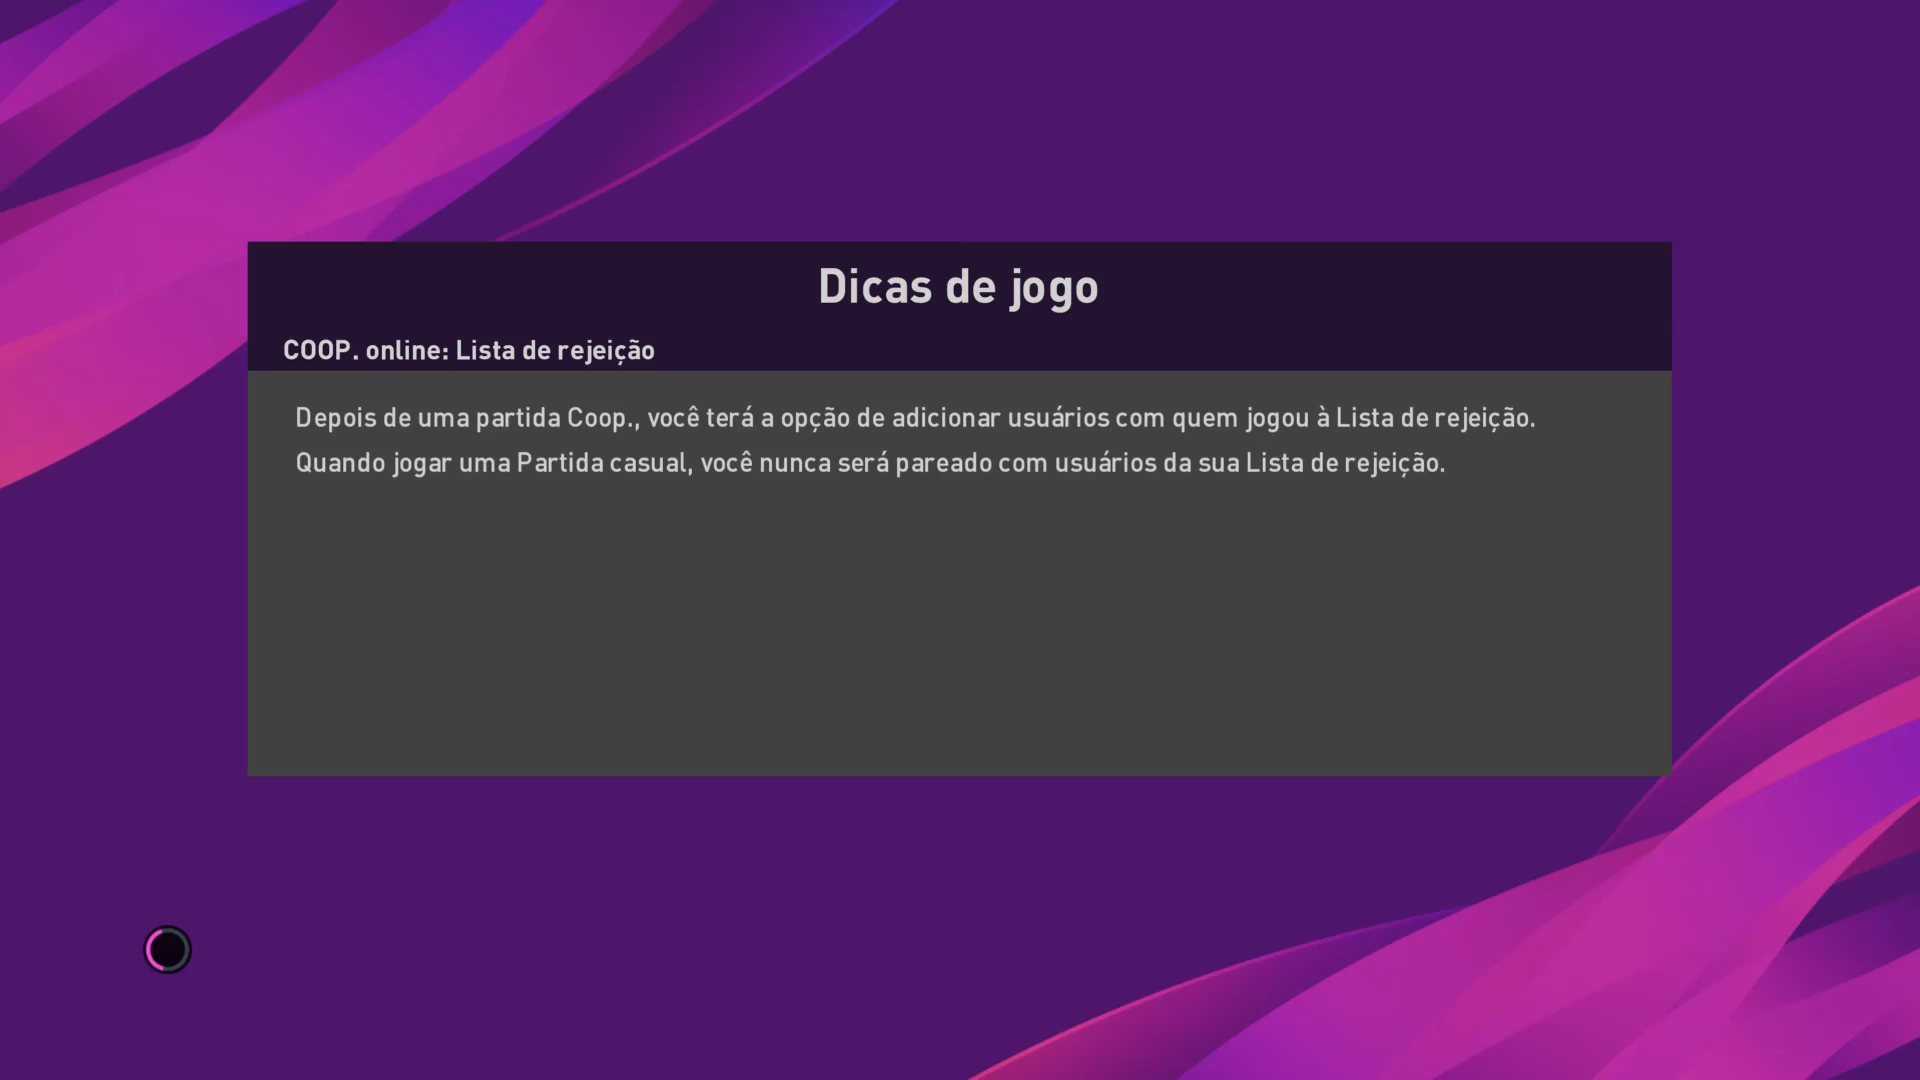 Dicas de jogo
COOP. online: Lista de rejeição
Depois de uma partida Coop., você terá a opção de adicionar usuários com quem jogou à Lista de rejeição.
Quando jogar uma Partida casual, você nunca será pareado com usuários da sua Lista de rejeição.